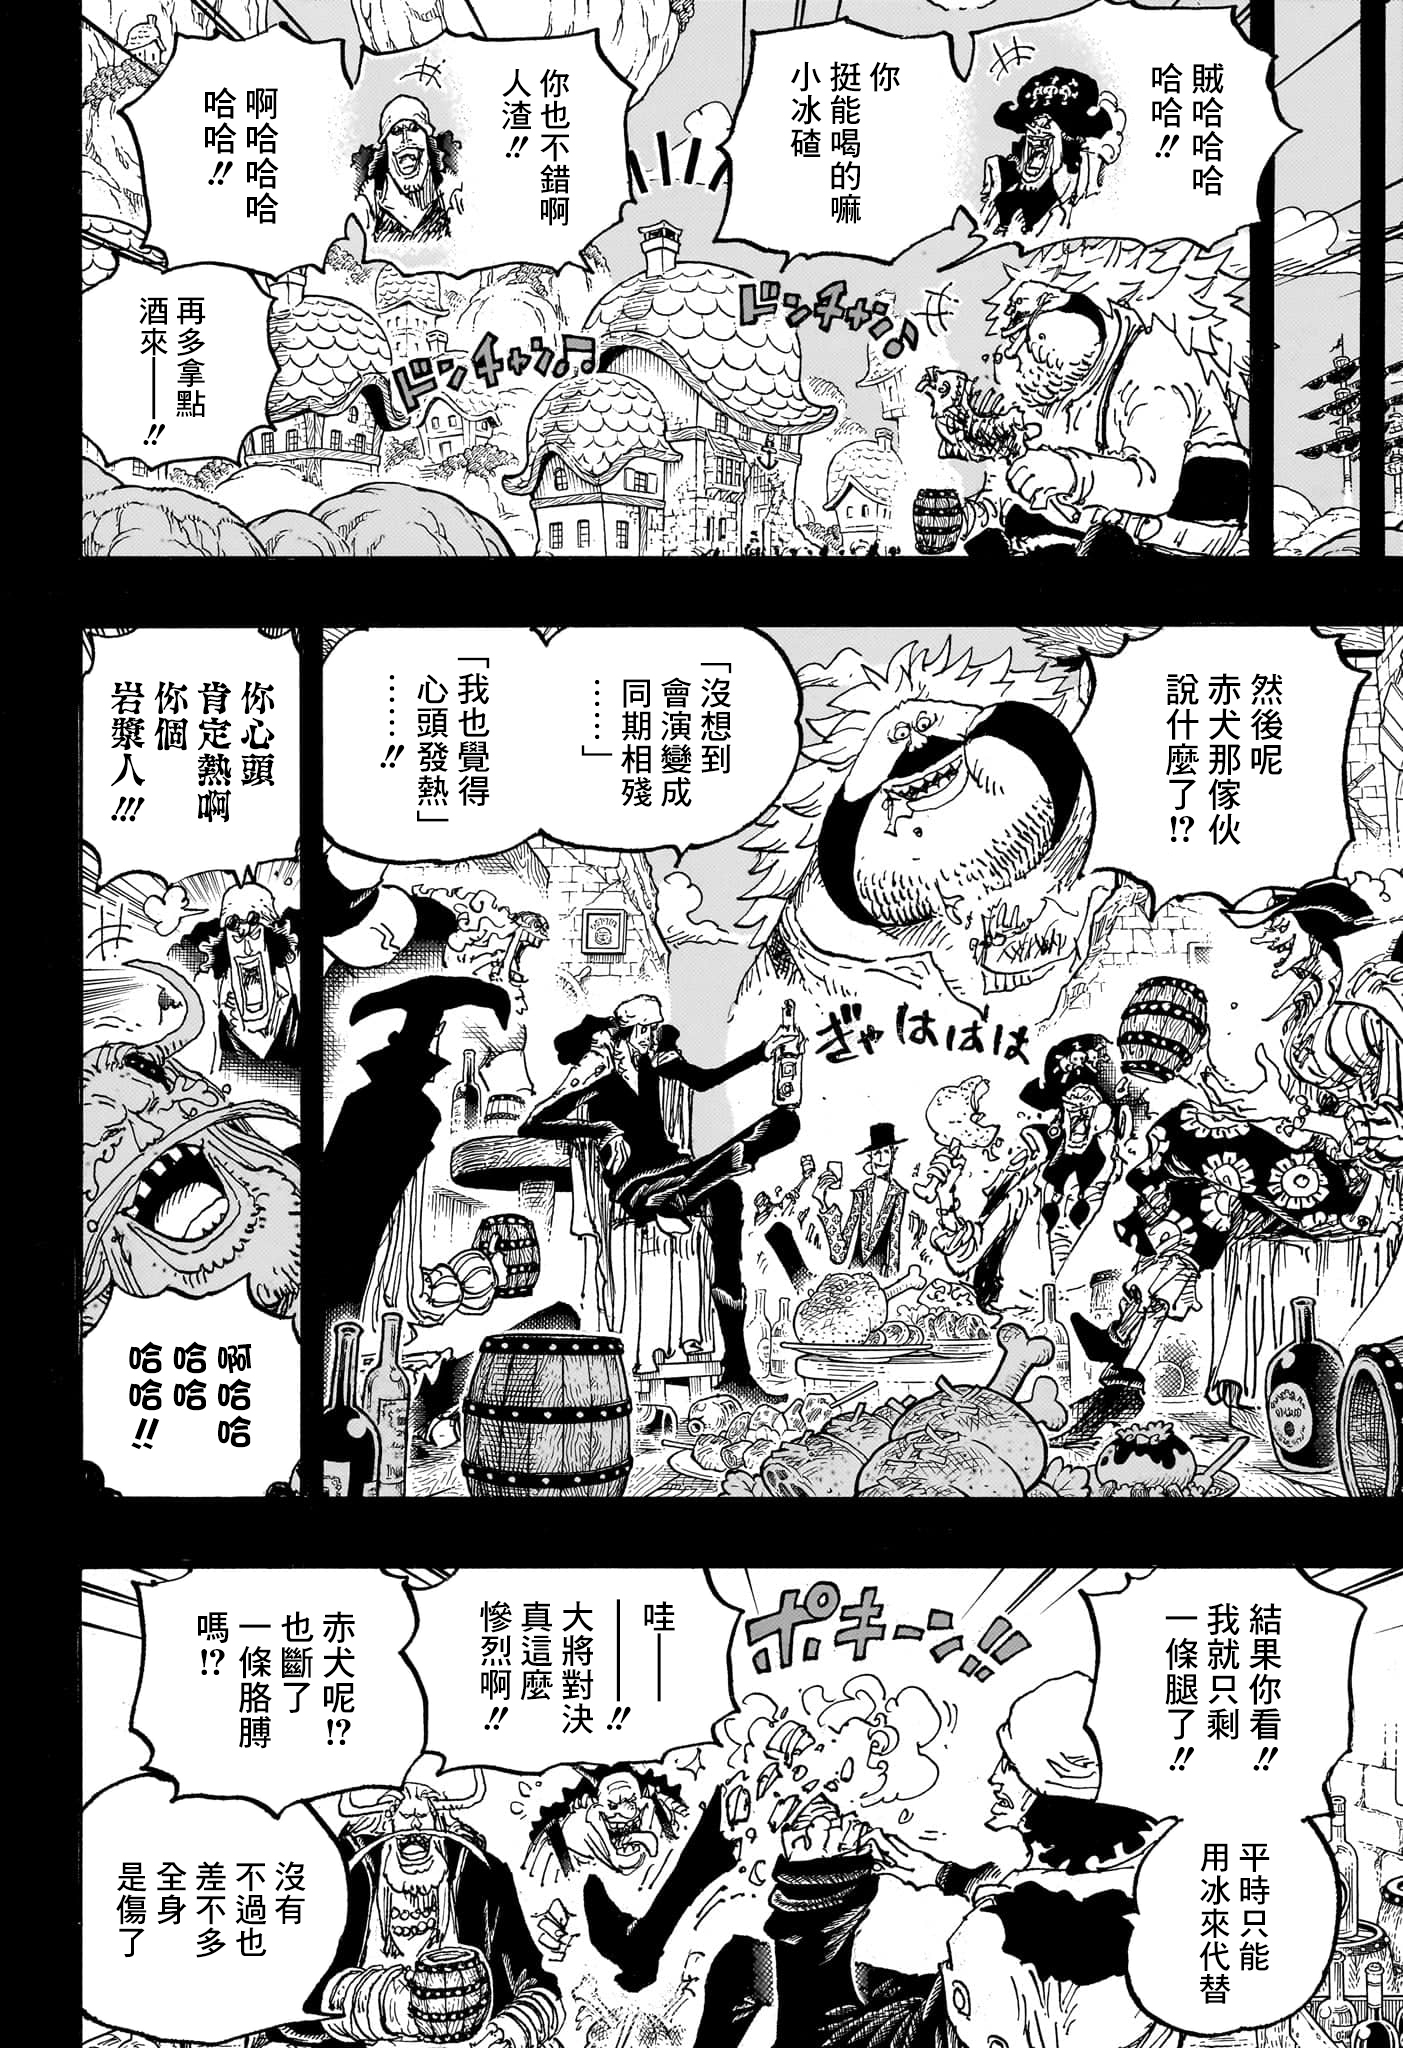 賊哈哈哈哈
哈哈!!
你
挺能喝的嘛
小冰碴
你也不錯啊
人渣!!
啊哈哈哈哈
哈哈!!
再多拿點
酒來——!!
ドンチャン♪
ドンチャン♫
然後呢
赤犬那傢伙
說什麼了!?
「沒想到
會演變成
同期相殘
……」
「我也覺得
心頭發熱」
……!!
ぎゃはははは
你心頭
肯定熱啊
你個
岩漿人!!!
啊哈哈
哈哈
哈哈!!
結果你看!!
我就只剩
一條腿了!!
平時只能
用冰來代替
ポキーン!!
哇—
——!!
大將對決
真這麼
慘烈啊!!
赤犬呢!?
也斷了
一條胳膊
嗎!?
沒有
不過也
差不多
全身
是傷了